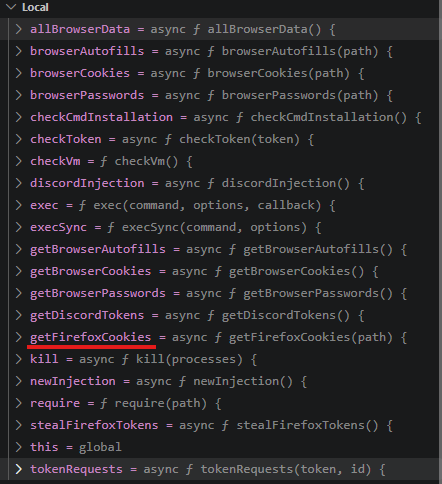 Local
allBrowserData = async ƒ allBrowserData() {
browserAutofills = async ƒ browserAutofills(path) {
browserCookies = async ƒ browserCookies(path) {
browserPasswords = async ƒ browserPasswords(path) {
checkCmdInstallation = async ƒ checkCmdInstallation() {
checkToken = async ƒ checkToken(token) {
checkVm = ƒ checkVm() {
discordInjection = async ƒ discordInjection() {
exec = ƒ exec(command, options, callback) {
execSync = ƒ execSync(command, options) {
getBrowserAutofills = async ƒ getBrowserAutofills() {
getBrowserCookies = async ƒ getBrowserCookies() {
getBrowserPasswords = async ƒ getBrowserPasswords() {
getDiscordTokens = async ƒ getDiscordTokens() {
getFirefoxCookies = async ƒ getFirefoxCookies(path) {
kill = async ƒ kill(processes) {
newInjection = async ƒ newInjection() {
require = ƒ require(path) {
stealFirefoxTokens = async ƒ stealFirefoxTokens() {
this = global
tokenRequests = async ƒ tokenRequests(token, id) {